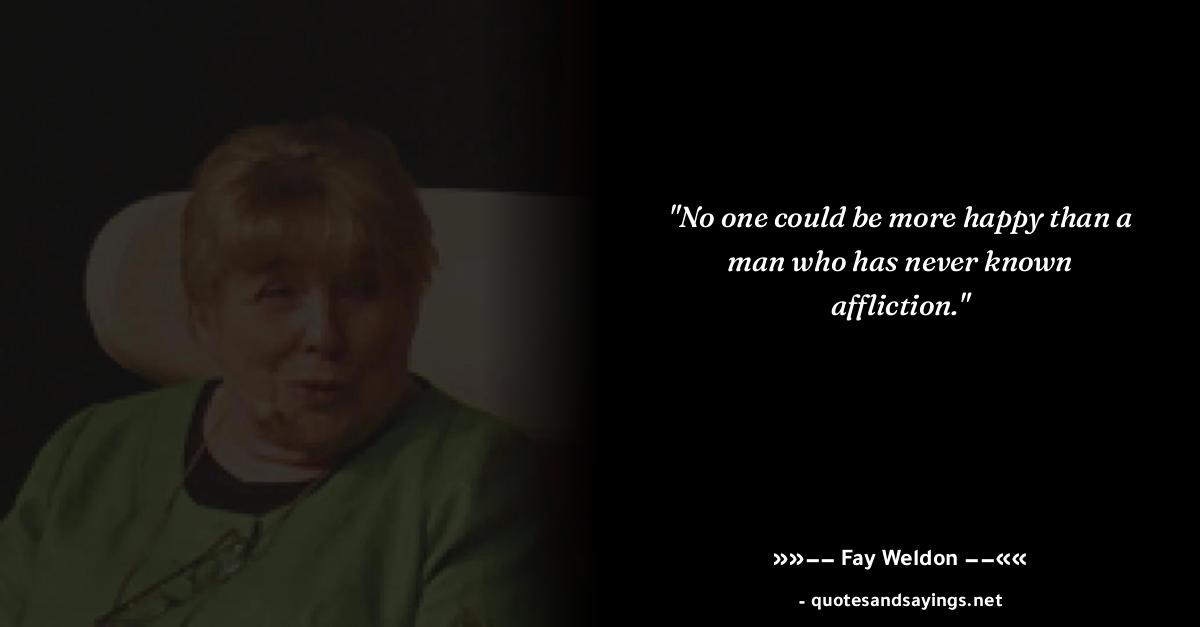 "No one could be more happy than a
man who has never known
affliction."
»»−− Fay Weldon −−««
- quotesandsayings.net